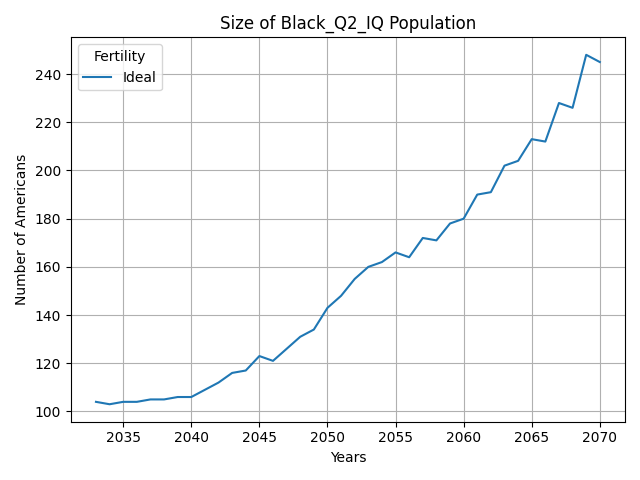 Size of Black_Q2_IQ Population
Fertility
Ideal
Number of Americans
240
220
200
180
160
140
120
100
2035 2040 2045 2050 2055 2060 2065 2070
Years